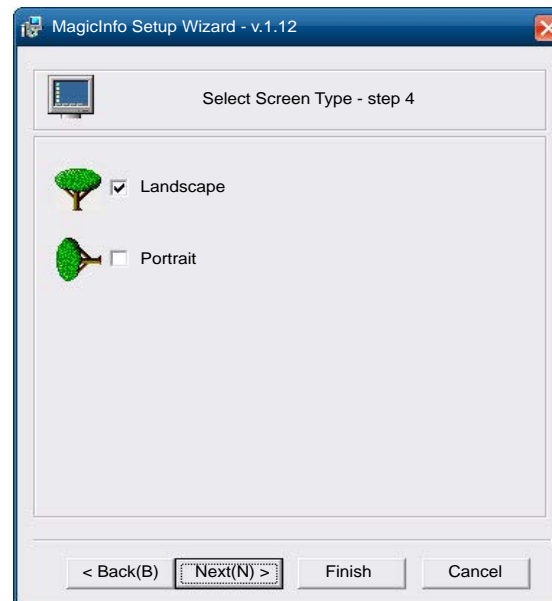 MagicInfo Setup Wizard - v.1.12
Select Screen Type - step 4
Landscape
Portrait
< Back(B) Next(N) > Finish Cancel